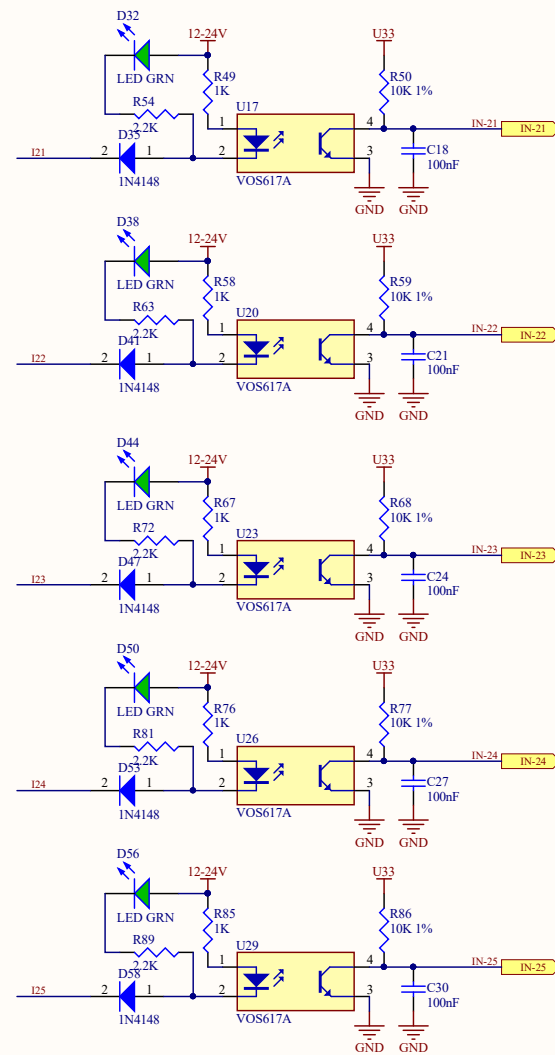 D32
12-24V
U33
LED GRN
R49
1K
R50
10K 1%
R54
2.2K
U17
1
4
IN-21
IN-21
D35
I21
2
1
2
3
C18
100nF
1N4148
VOS617A
GND
GND
D38
12-24V
U33
LED GRN
R58
1K
R59
10K 1%
R63
2.2K
U20
1
4
IN-22
IN-22
D41
I22
2
1
2
3
C21
100nF
1N4148
VOS617A
GND
GND
D44
12-24V
U33
LED GRN
R67
1K
R68
10K 1%
R72
2.2K
U23
1
4
IN-23
IN-23
D47
I23
2
1
2
3
C24
100nF
1N4148
VOS617A
GND
GND
D50
12-24V
U33
LED GRN
R76
1K
R77
10K 1%
R81
2.2K
U26
1
4
IN-24
IN-24
D53
I24
2
1
2
3
C27
100nF
1N4148
VOS617A
GND
GND
D56
12-24V
U33
LED GRN
R85
1K
R86
10K 1%
R89
2.2K
U29
1
4
IN-25
IN-25
D58
I25
2
1
2
3
C30
100nF
1N4148
VOS617A
GND
GND